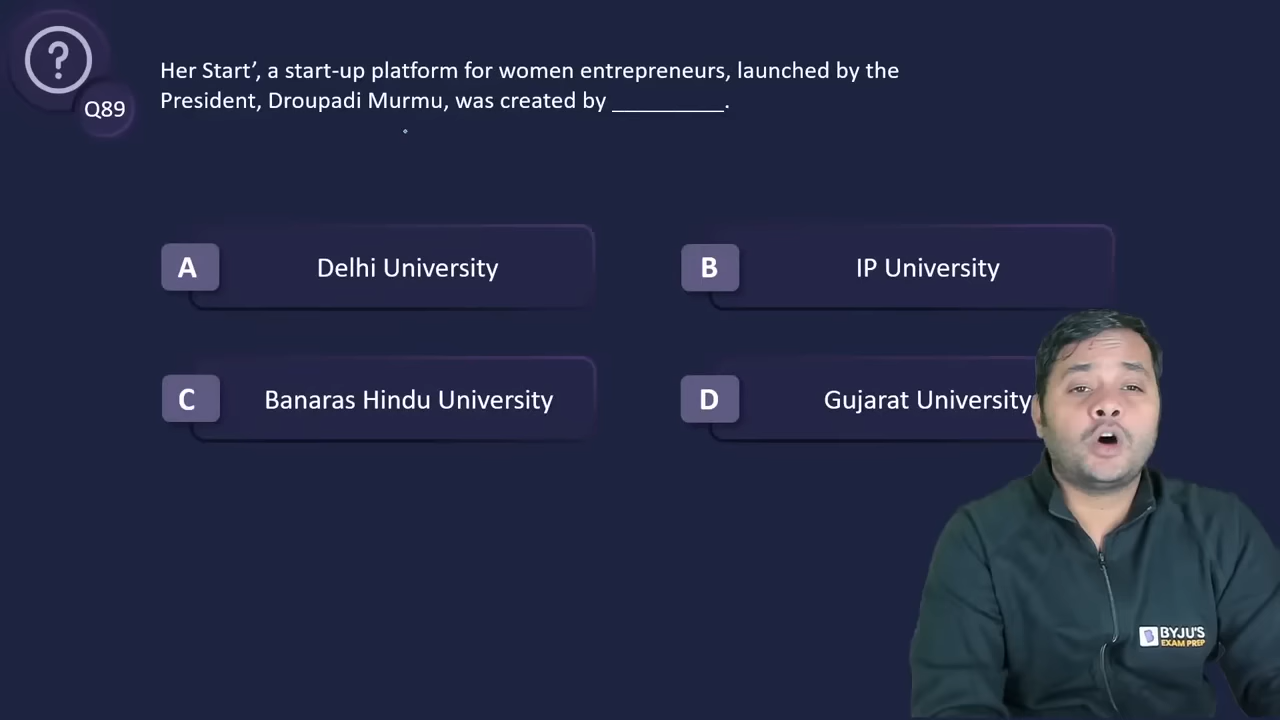 ?
Q89
Her Start’, a start-up platform for women entrepreneurs, launched by the
President, Droupadi Murmu, was created by __________.
A
Delhi University
B
IP University
C
Banaras Hindu University
D
Gujarat University
B BYJU'S
EXAM PREP